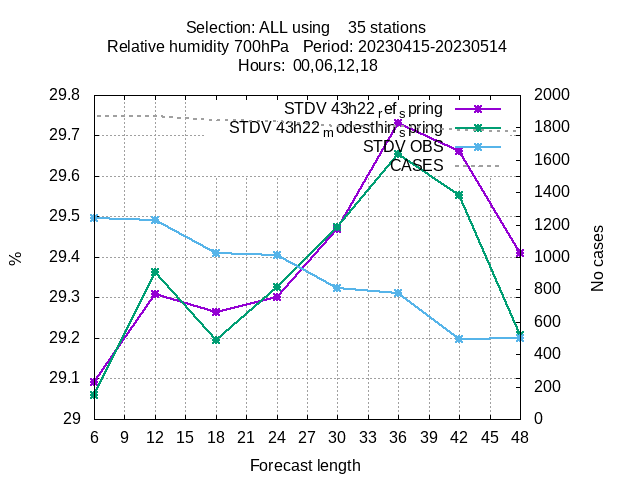 Selection: ALL using    35 stations
Relative humidity 700hPa   Period: 20230415-20230514
Hours: 00,06,12,18
STDV 43h22refspring
STDV 43h22modesthinspring
STDV OBS
CASES
29.8
29.7
29.6
29.5
29.4
29.3
29.2
29.1
29
%
2000
1800
1600
1400
1200
1000
800
600
400
200
0
No cases
6 9 12 15 18 21 24 27 30 33 36 39 42 45 48
Forecast length